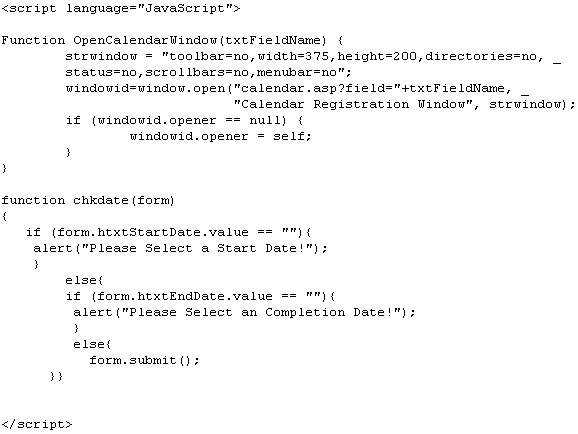 <script language="JavaScript">
Function OpenCalendarWindow(txtFieldName) {
strwindow = "toolbar=no,width=375,height=200,directories=no, _
status=no,scrollbars=no,menubar=no";
windowid=window.open("calendar.asp?field="+txtFieldName, _
"Calendar Registration Window", strwindow);
if (windowid.opener == null) {
windowid.opener = self;
}
}
function chkdate(form)
{
if (form.htxtStartDate.value == ""){
alert("Please Select a Start Date!");
}
else{
if (form.htxtEndDate.value == ""){
alert("Please Select an Completion Date!");
}
else{
form.submit();
}}
</script>